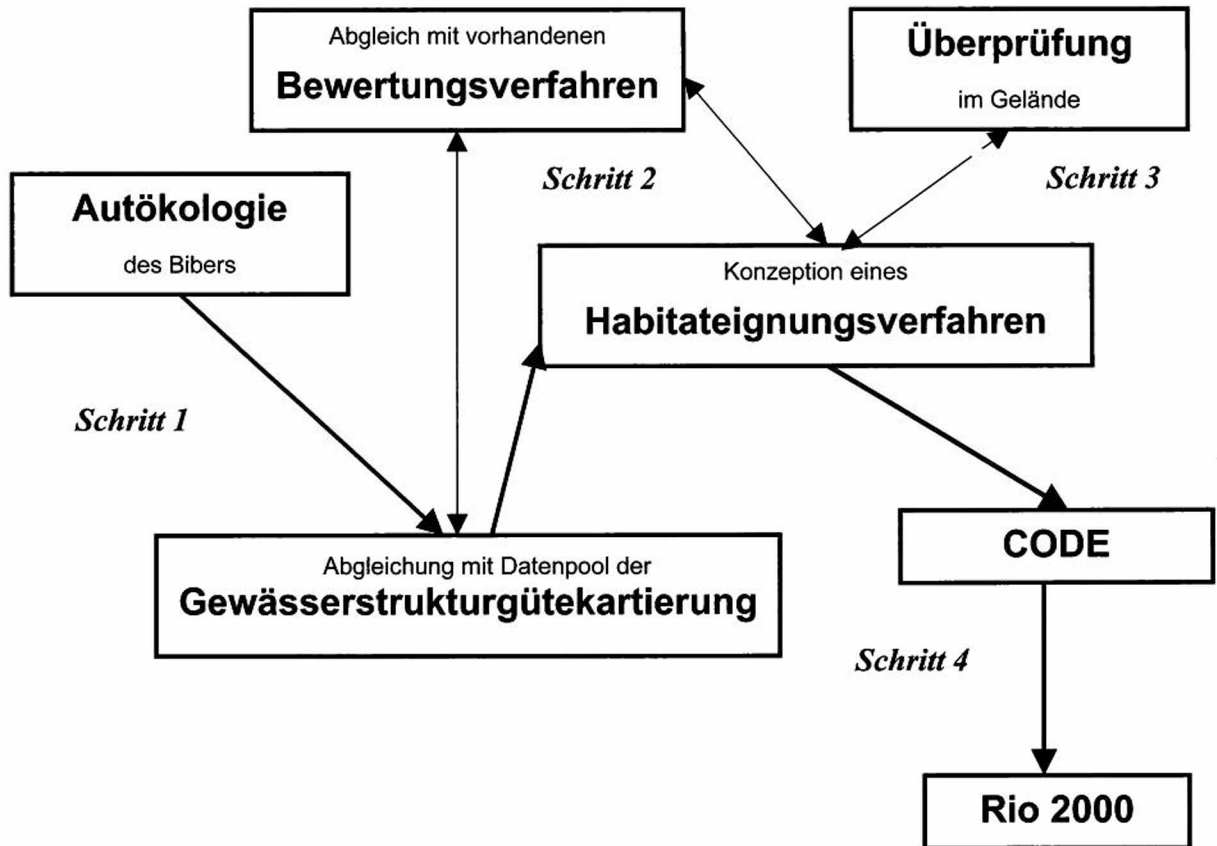 Abgleich mit vorhandenen
Bewertungsverfahren
Überprüfung
im Gelände
Schritt 2
Schritt 3
Autökologie
des Bibers
Konzeption eines
Habitateignungsverfahren
Schritt 1
CODE
Abgleichung mit Datenpool der
Gewässerstrukturgütekartierung
Schritt 4
Rio 2000